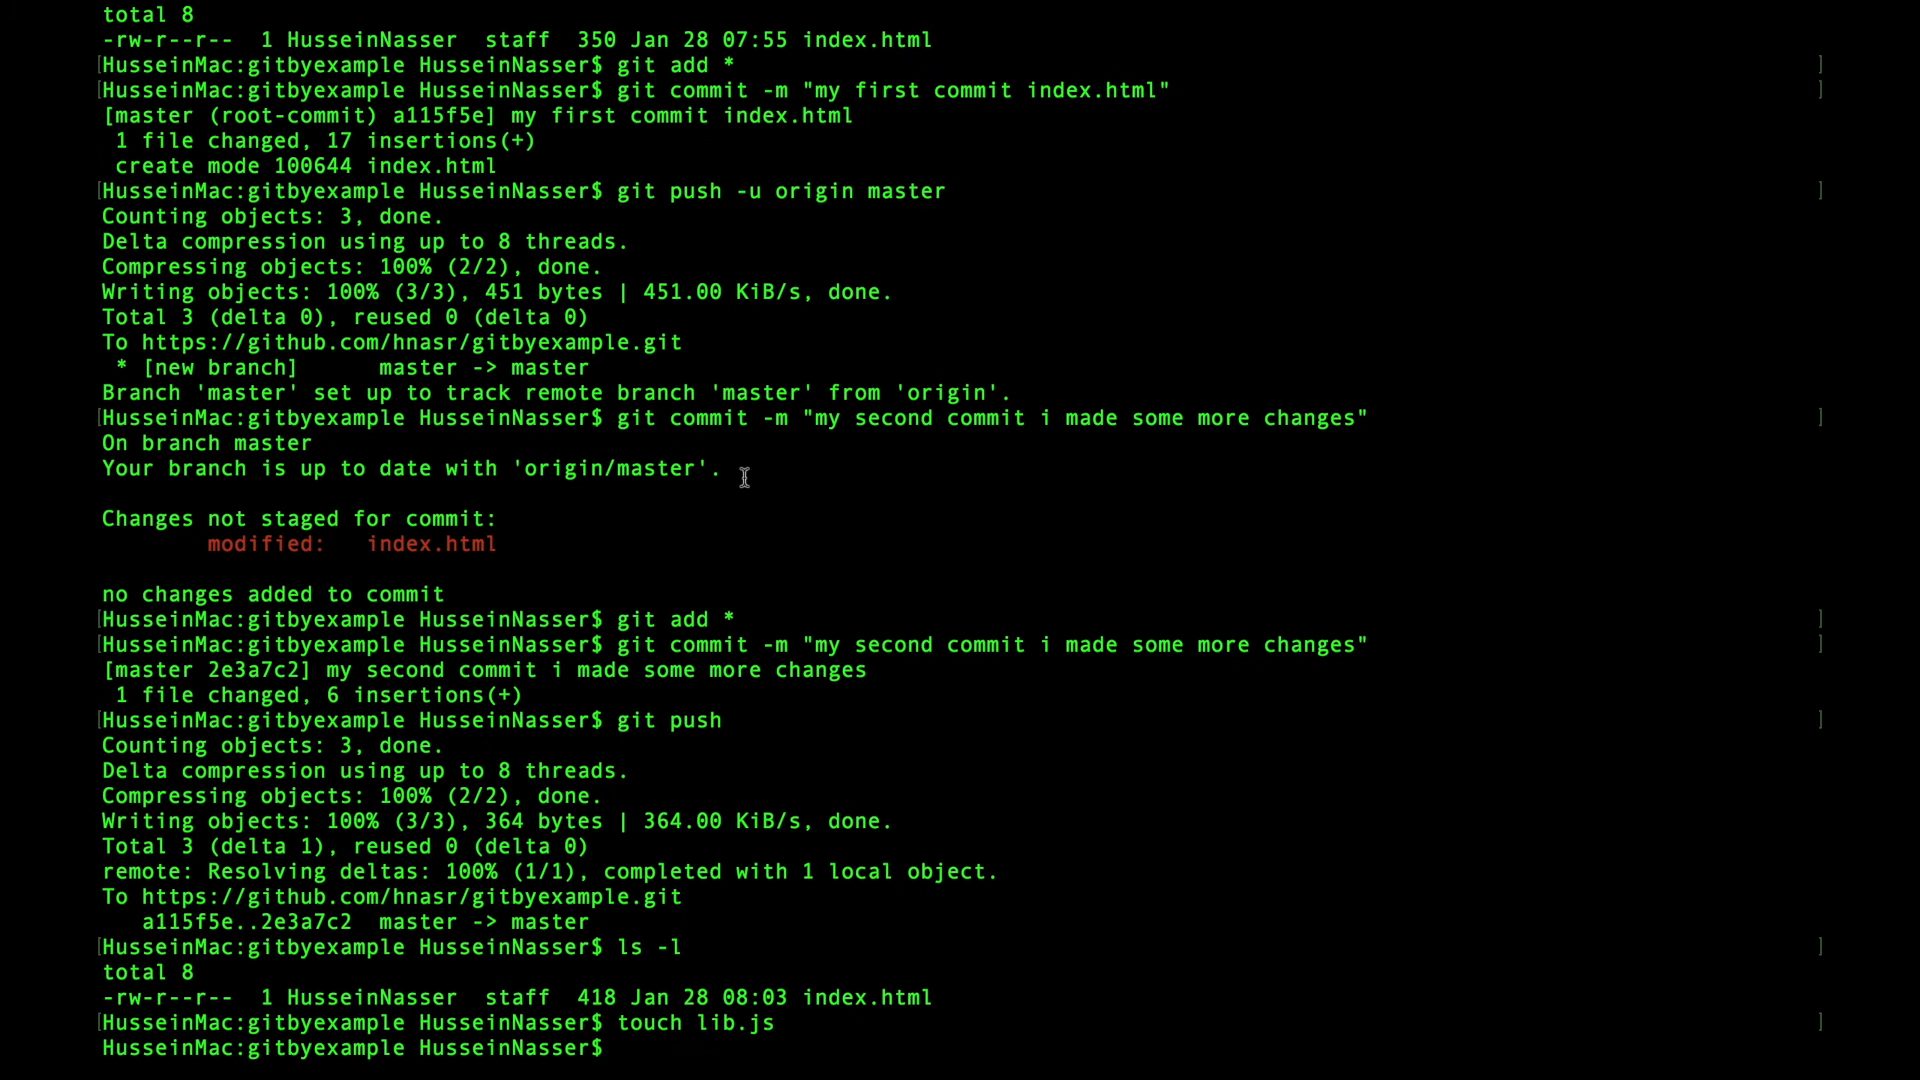 total 8
-rw-r--r--  1 HusseinNasser  staff  350 Jan 28 07:55 index.html
[HusseinMac:gitbyexample HusseinNasser$ git add * ]
[HusseinMac:gitbyexample HusseinNasser$ git commit -m "my first commit index.html" ]
[master (root-commit) a115f5e] my first commit index.html
 1 file changed, 17 insertions(+)
 create mode 100644 index.html
[HusseinMac:gitbyexample HusseinNasser$ git push -u origin master ]
Counting objects: 3, done.
Delta compression using up to 8 threads.
Compressing objects: 100% (2/2), done.
Writing objects: 100% (3/3), 451 bytes | 451.00 KiB/s, done.
Total 3 (delta 0), reused 0 (delta 0)
To https://github.com/hnasr/gitbyexample.git
 * [new branch]      master -> master
Branch 'master' set up to track remote branch 'master' from 'origin'.
[HusseinMac:gitbyexample HusseinNasser$ git commit -m "my second commit i made some more changes" ]
On branch master
Your branch is up to date with 'origin/master'.
Changes not staged for commit:
        modified:   index.html
no changes added to commit
[HusseinMac:gitbyexample HusseinNasser$ git add * ]
[HusseinMac:gitbyexample HusseinNasser$ git commit -m "my second commit i made some more changes" ]
[master 2e3a7c2] my second commit i made some more changes
 1 file changed, 6 insertions(+)
[HusseinMac:gitbyexample HusseinNasser$ git push ]
Counting objects: 3, done.
Delta compression using up to 8 threads.
Compressing objects: 100% (2/2), done.
Writing objects: 100% (3/3), 364 bytes | 364.00 KiB/s, done.
Total 3 (delta 1), reused 0 (delta 0)
remote: Resolving deltas: 100% (1/1), completed with 1 local object.
To https://github.com/hnasr/gitbyexample.git
   a115f5e..2e3a7c2  master -> master
[HusseinMac:gitbyexample HusseinNasser$ ls -l ]
total 8
-rw-r--r--  1 HusseinNasser  staff  418 Jan 28 08:03 index.html
[HusseinMac:gitbyexample HusseinNasser$ touch lib.js ]
HusseinMac:gitbyexample HusseinNasser$